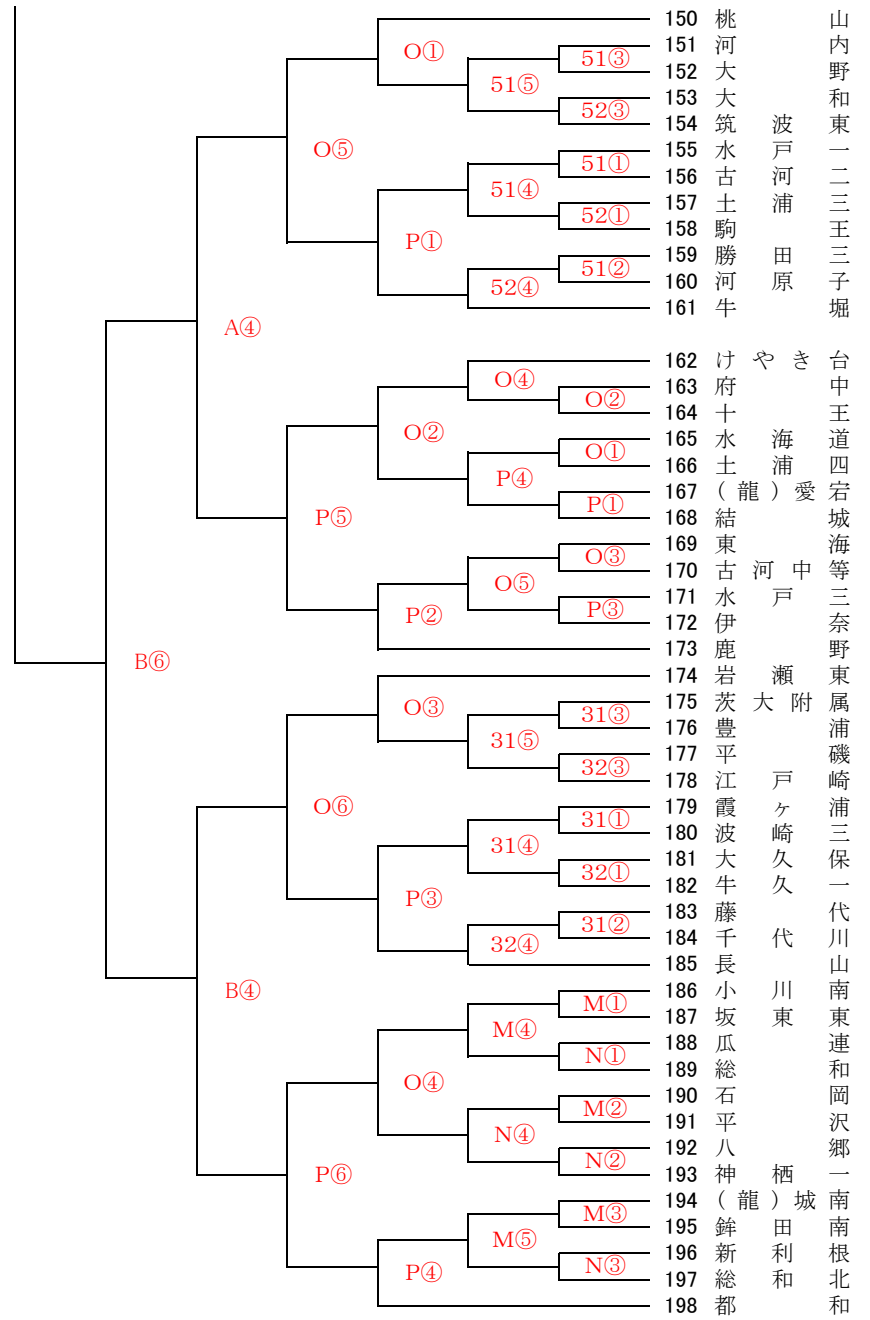 150 桃山
O①
151 河内
51③
152 大野
51⑤
153 大和
52③
154 筑波東
O⑤
155 水戸一
51①
156 古河二
51④
157 土浦三
52①
158 駒王
P①
159 勝田三
51②
160 河原子
52④
161 牛堀
A④
162 けやき台
O④
163 府中
O②
164 十王
O②
165 水海道
O①
166 土浦四
P④
167 (龍)愛宕
P①
168 結城
P⑤
169 東海
O③
170 古河中等
O⑤
171 水戸三
P③
172 伊奈
P②
173 鹿野
B⑥
174 岩瀬東
O③
175 茨大附属
31③
176 豊浦
31⑤
177 平磯
32③
178 江戸崎
O⑥
179 霞ヶ浦
31①
180 波崎三
31④
181 大久保
32①
182 牛久一
P③
183 藤代
31②
184 千代川
32④
185 長山
B④
186 小川南
M①
187 坂東東
M④
188 瓜連
N①
189 総和
O④
190 石岡
M②
191 平沢
N④
192 八郷
N②
193 神栖一
P⑥
194 (龍)城南
M③
195 鉾田南
M⑤
196 新利根
N③
197 総和北
P④
198 都和